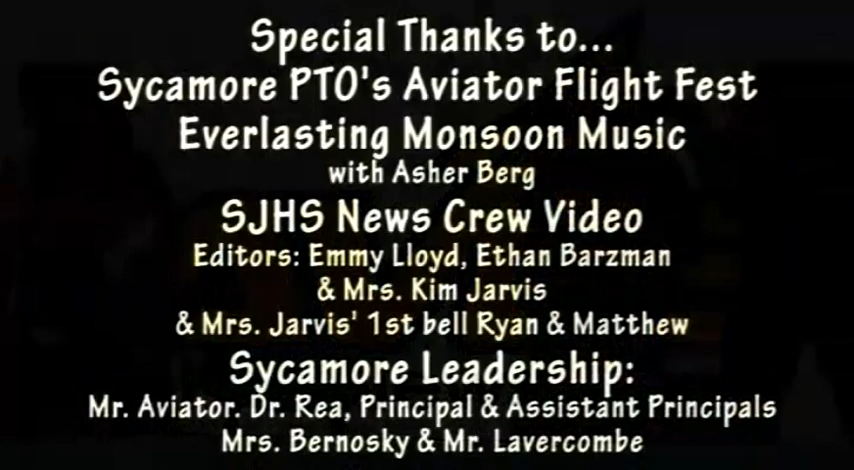 Special Thanks to...
Sycamore PTO's Aviator Flight Fest
Everlasting Monsoon Music
with Asher Berg
SJHS News Crew Video
Editors: Emmy Lloyd, Ethan Barzman
& Mrs. Kim Jarvis
& Mrs. Jarvis' 1st bell Ryan & Matthew
Sycamore Leadership:
Mr. Aviator. Dr. Rea, Principal & Assistant Principals
Mrs. Bernosky & Mr. Lavercombe